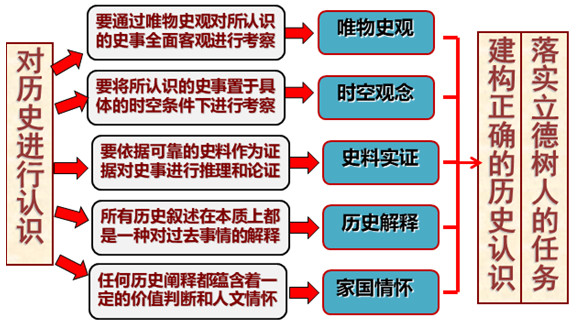 对历史进行认识
要通过唯物史观对所认识
的史事全面客观进行考察
唯物史观
要将所认识的史事置于具
体的时空条件下进行考察
时空观念
要依据可靠的史料作为证
据对史事进行推理和论证
史料实证
所有历史叙述在本质上都
是一种对过去事情的解释
历史解释
任何历史阐释都蕴含着一
定的价值判断和人文情怀
家国情怀
落实立德树人的任务
建构正确的历史认识